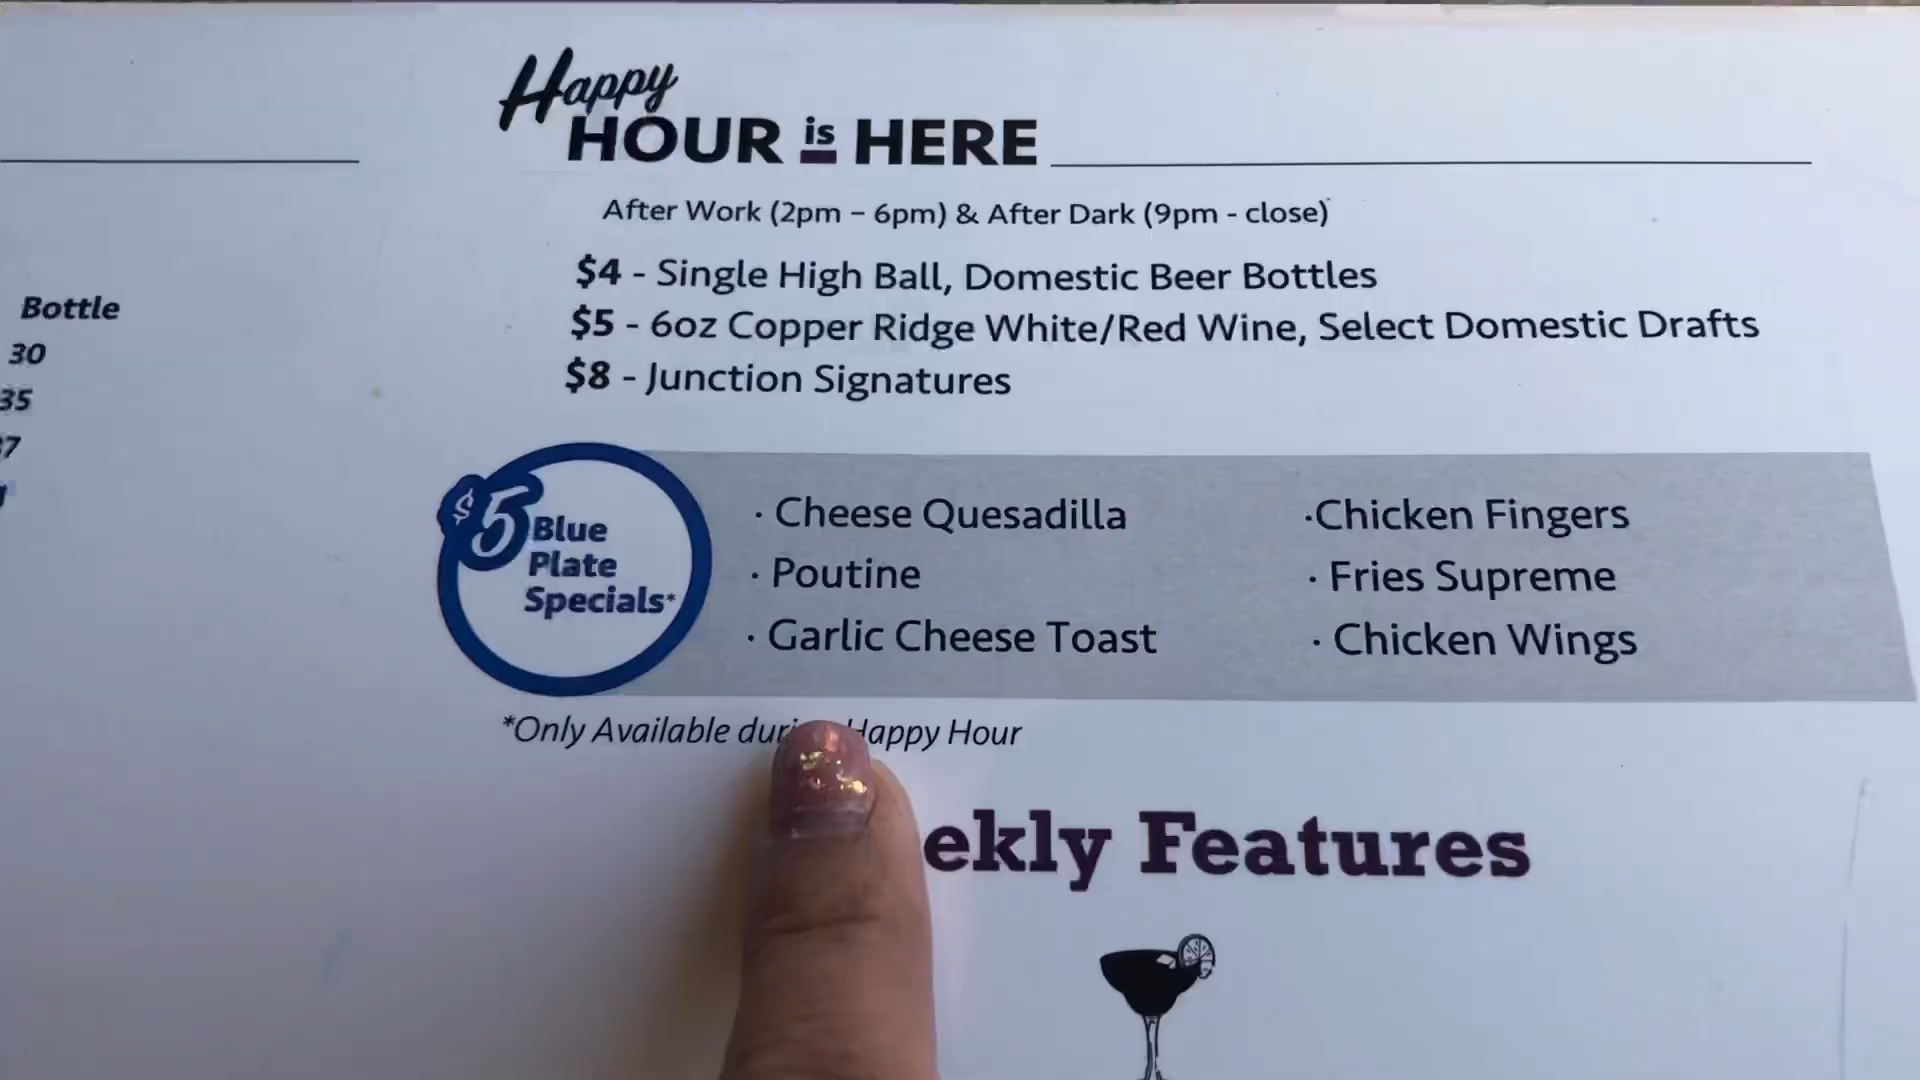 Happy
HOUR is HERE
After Work (2pm – 6pm) & After Dark (9pm - close)
$4 - Single High Ball, Domestic Beer Bottles
$5 - 6oz Copper Ridge White/Red Wine, Select Domestic Drafts
$8 - Junction Signatures
Bottle
30
35
$5 Blue
Plate
Specials*
· Cheese Quesadilla
· Poutine
· Garlic Cheese Toast
·Chicken Fingers
· Fries Supreme
· Chicken Wings
*Only Available Happy Hour
Features